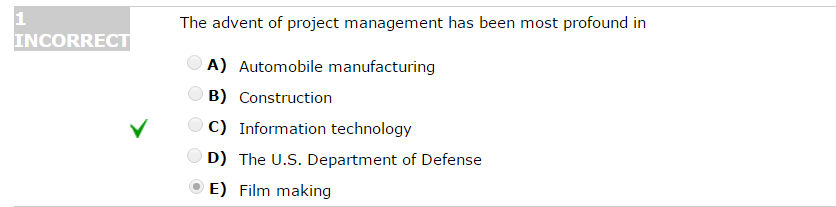 1
INCORRECT
The advent of project management has been most profound in
A) Automobile manufacturing
B) Construction
C) Information technology
D) The U.S. Department of Defense
E) Film making